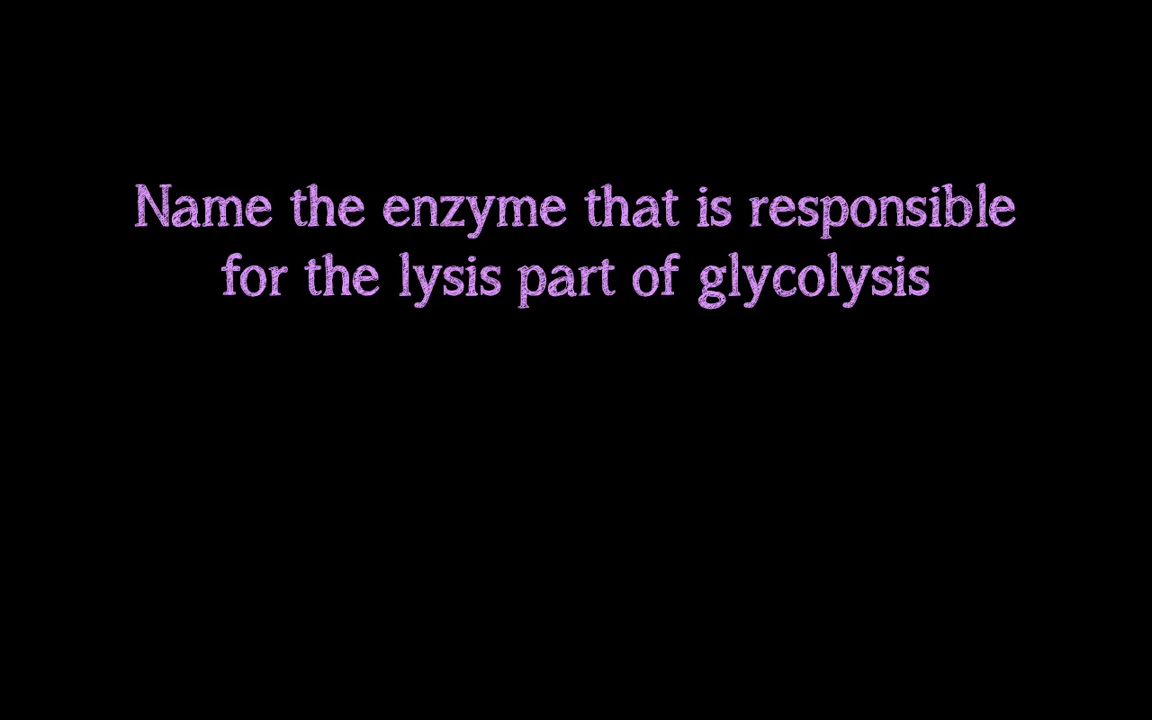 Name the enzyme that is responsible
for the lysis part of glycolysis